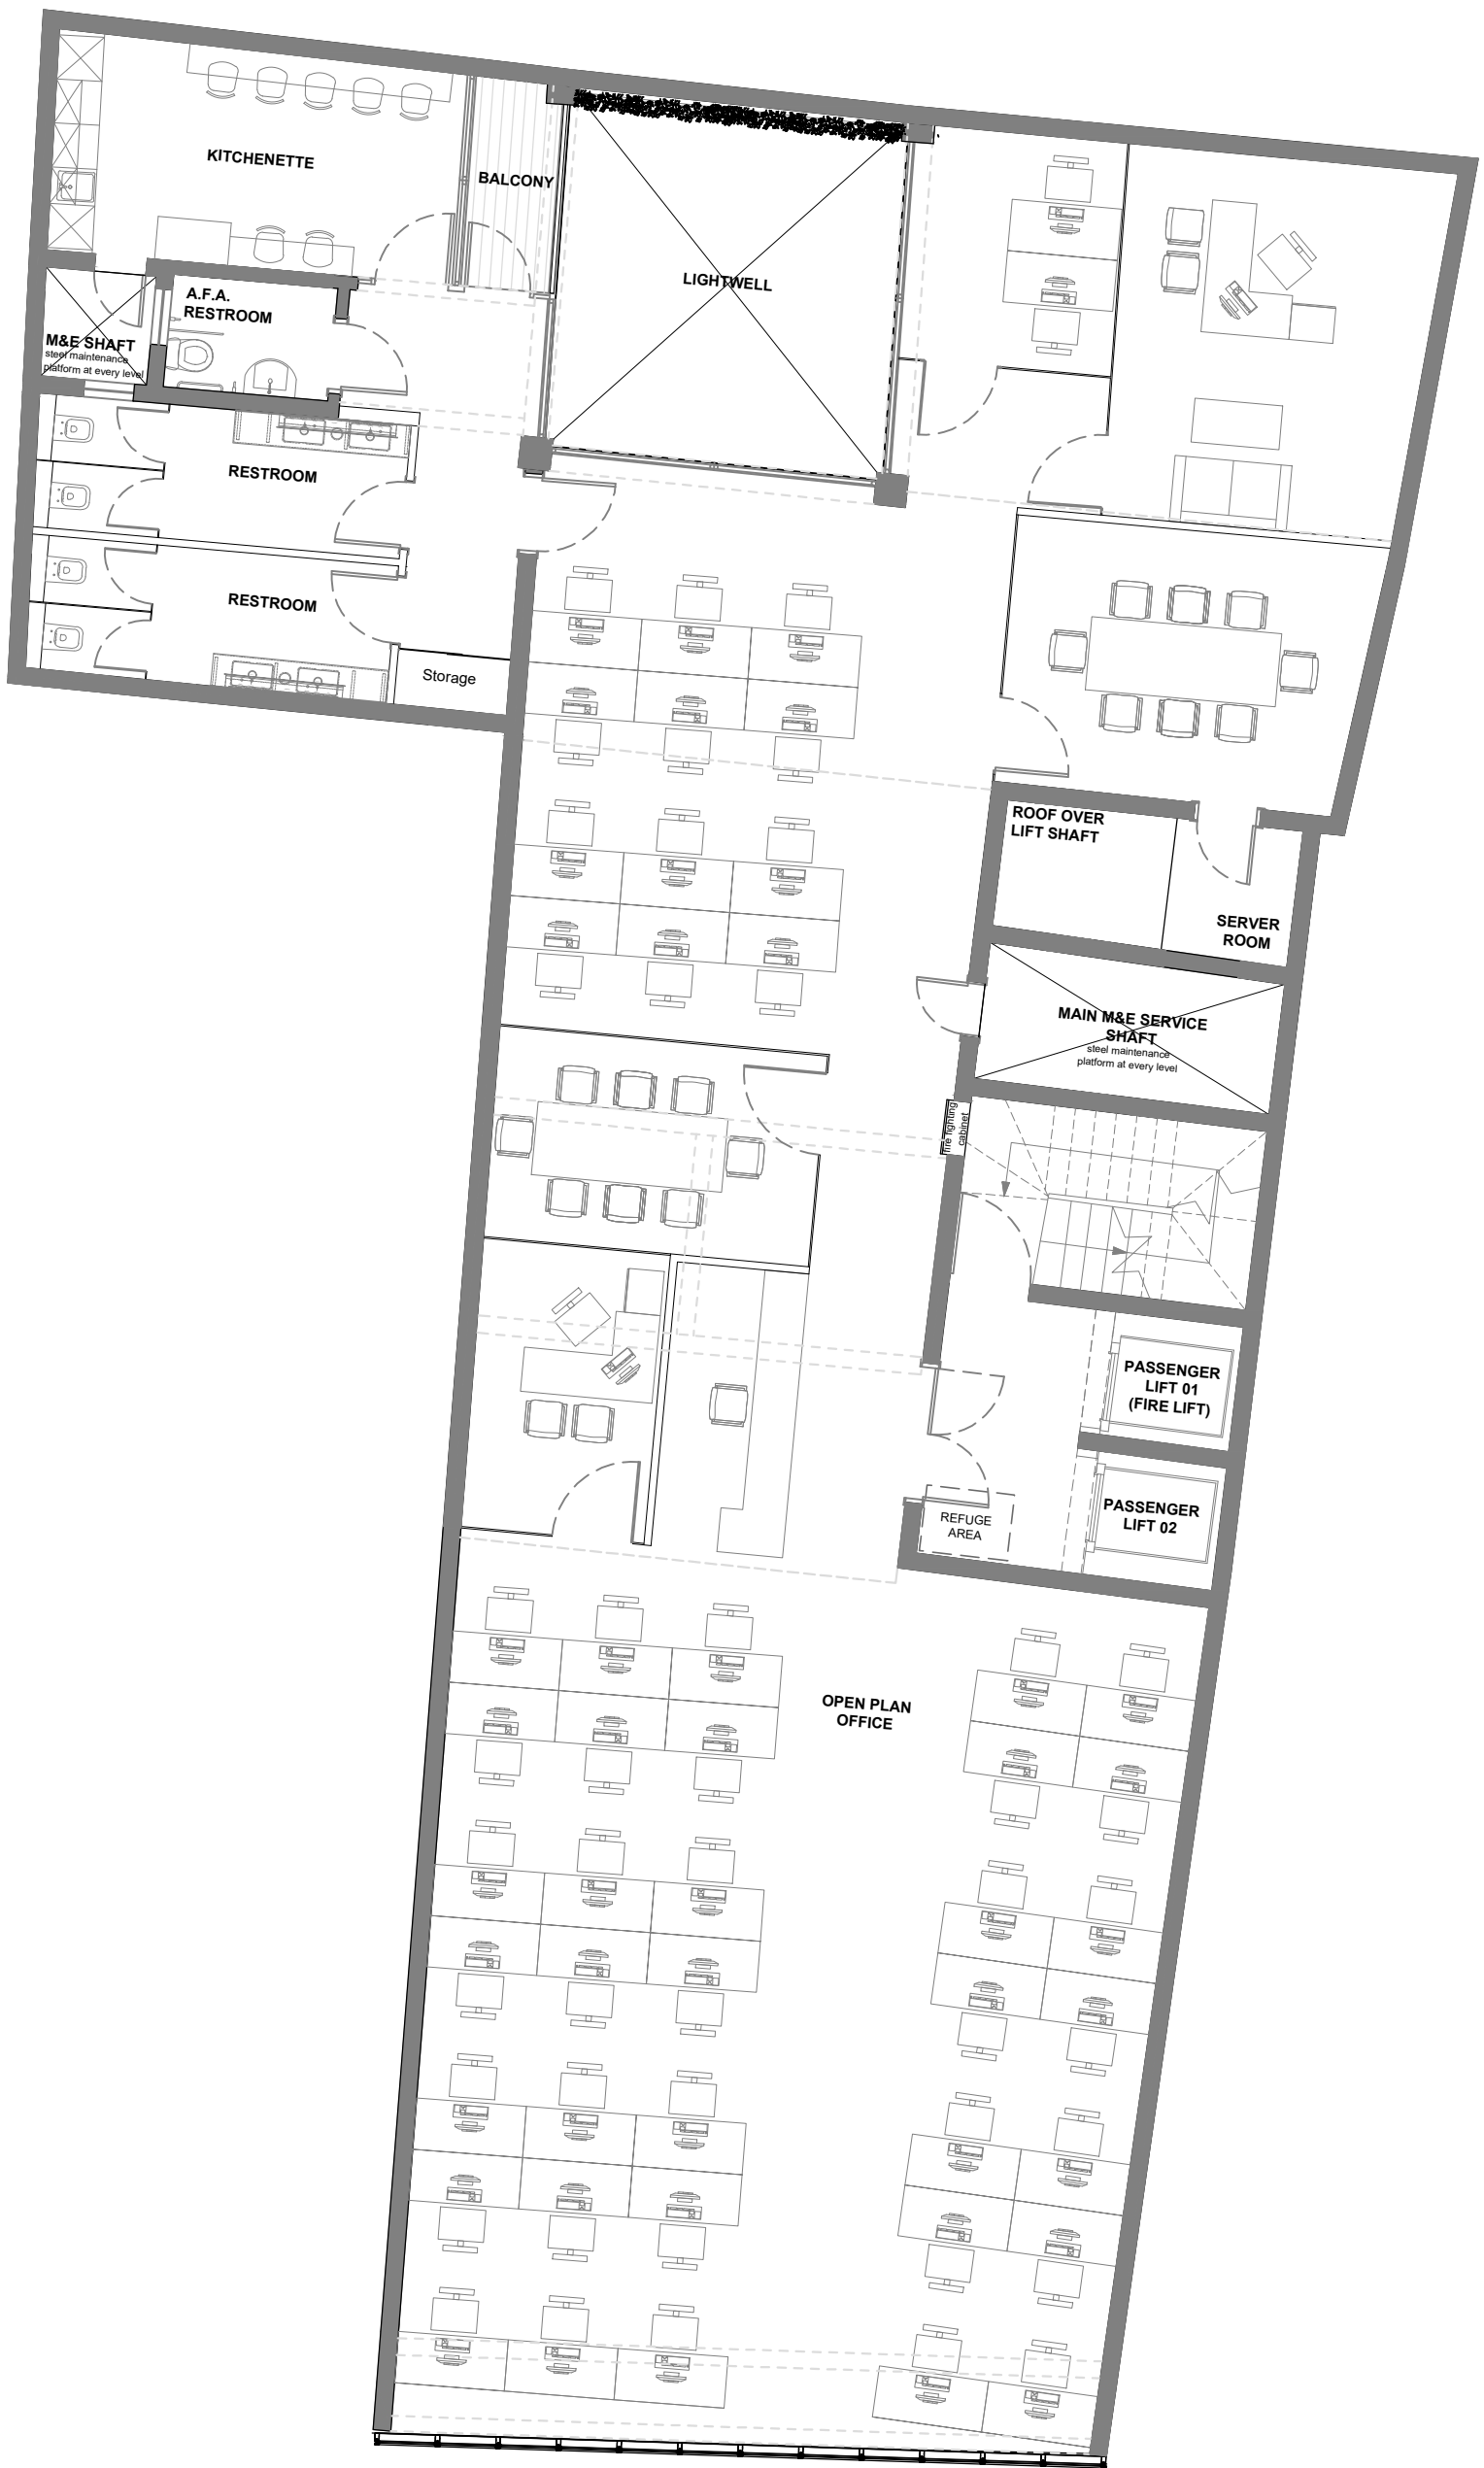 KITCHENETTE
BALCONY
LIGHTWELL
A.F.A.
RESTROOM
M&E SHAFT
steel maintenance
platform at every level
RESTROOM
RESTROOM
Storage
ROOF OVER
LIFT SHAFT
SERVER
ROOM
MAIN M&E SERVICE
SHAFT
steel maintenance
platform at every level
fire fighting
cabinet
PASSENGER
LIFT 01
(FIRE LIFT)
PASSENGER
LIFT 02
REFUGE
AREA
OPEN PLAN
OFFICE